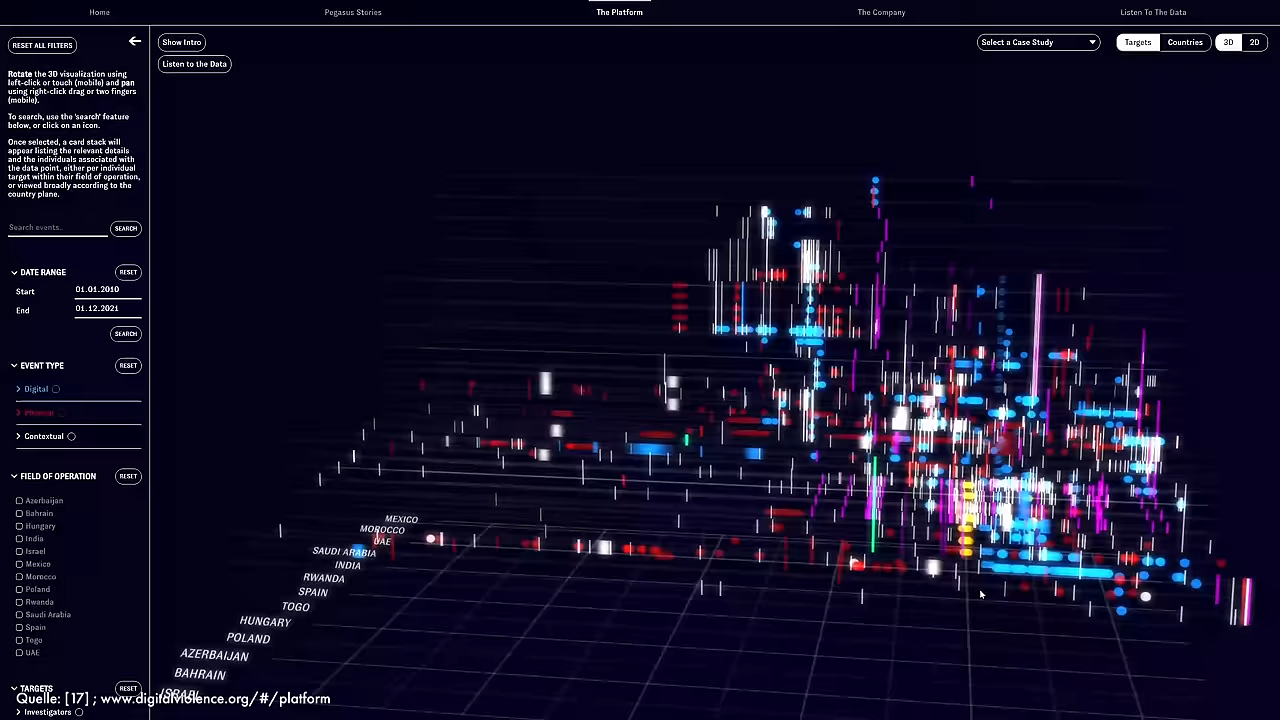 Home
Pegasus Stories
The Platform
The Company
Listen To The Data
RESET ALL FILTERS
Show Intro
Listen to the Data
Select a Case Study
Targets
Countries
3D
2D
Rotate the 3D visualization using
left-click or touch (mobile) and pan
using right-click drag or two fingers
(mobile).
To search, use the 'search' feature
below, or click on an icon.
Once selected, a card stack will
appear listing the relevant details
and the individuals associated with
the data point, either per individual
target within their field of operation,
or viewed broadly according to the
country plane.
Search events..
SEARCH
DATE RANGE
RESET
Start
01.01.2010
End
01.12.2021
SEARCH
EVENT TYPE
RESET
Digital
Physical
Contextual
FIELD OF OPERATION
RESET
Azerbaijan
Bahrain
Hungary
India
Israel
Mexico
Morocco
Poland
Rwanda
Saudi Arabia
Spain
Togo
UAE
TARGETS
RESET
Investigators
MEXICO
MOROCCO
UAE
SAUDI ARABIA
INDIA
RWANDA
SPAIN
TOGO
HUNGARY
POLAND
AZERBAIJAN
BAHRAIN
ISRAEL
Quelle: [17] ; www.digitalviolence.org/#/platform